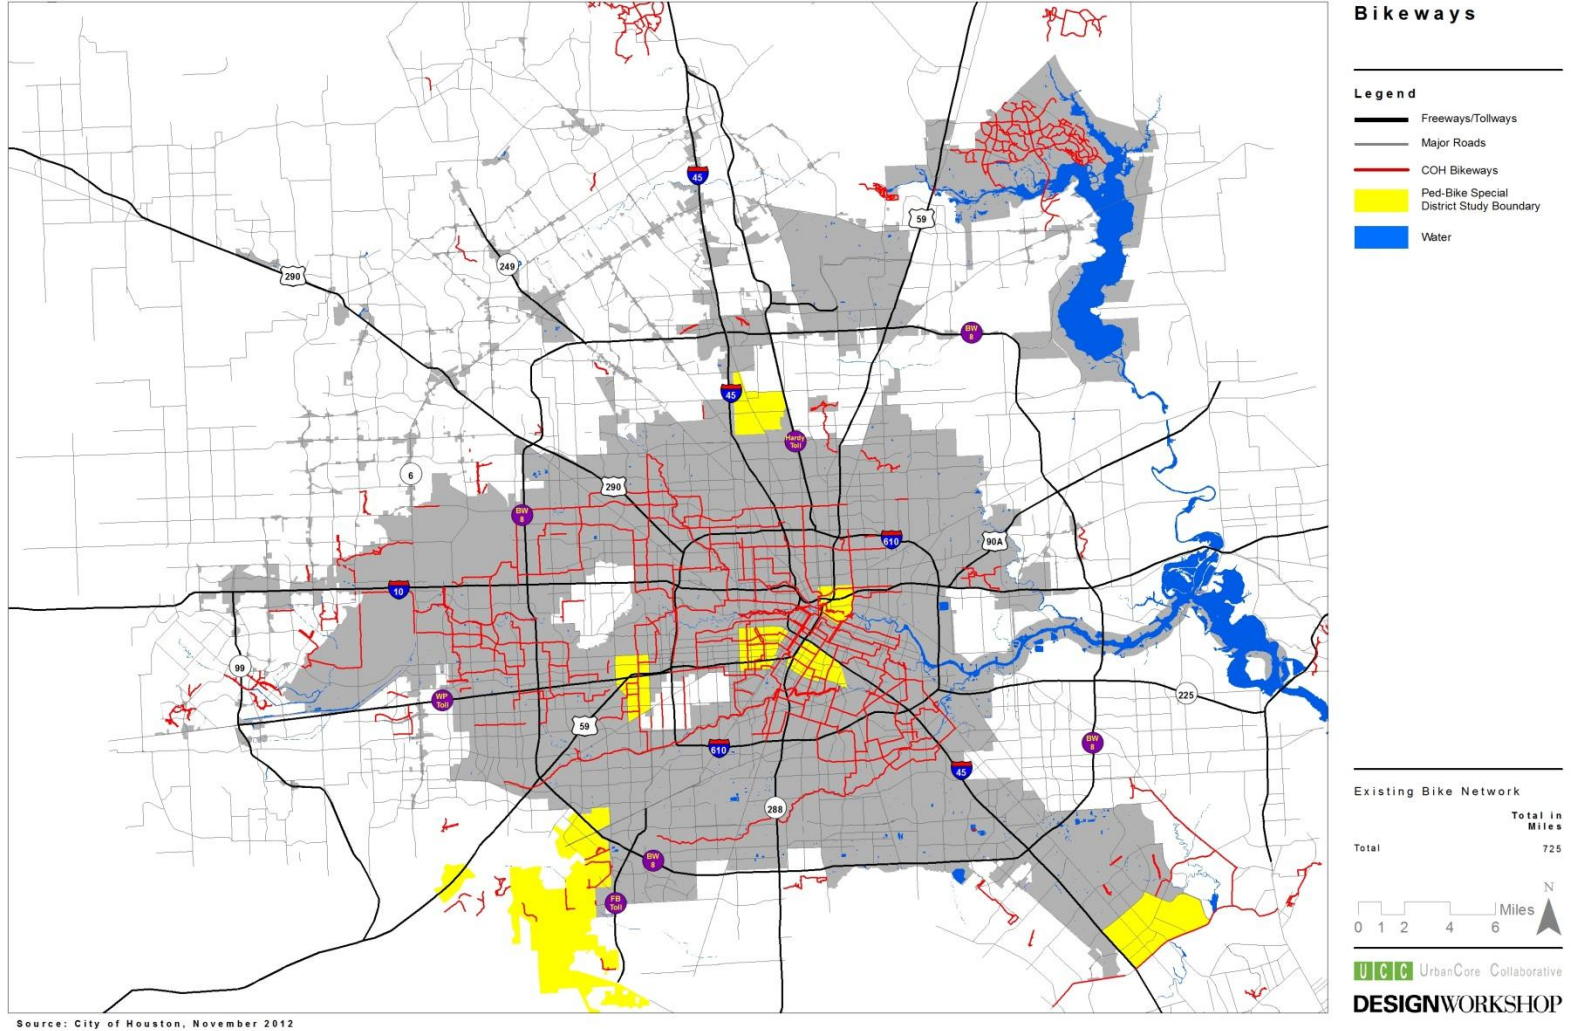 Bikeways
Legend
Freeways/Tollways
Major Roads
COH Bikeways
Ped-Bike Special
District Study Boundary
Water
45
59
249
290
BW
8
45
Hardy
Toll
6
290
BW
8
610
90A
10
99
WP
Toll
225
59
610
BW
8
45
288
BW
8
FB
Toll
Existing Bike Network
Total in
Miles
Total 725
N
Miles
0 1 2 4 6
UCC UrbanCore Collaborative
DESIGNWORKSHOP
Source: City of Houston, November 2012